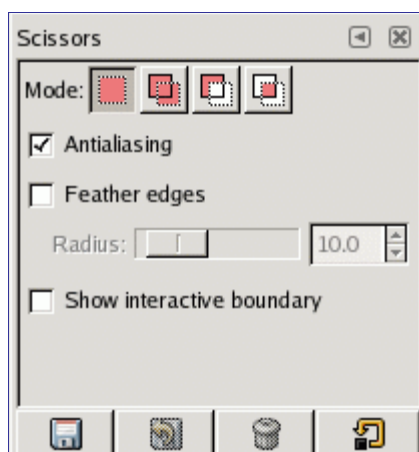 Scissors
Mode:
Antialiasing
Feather edges
Radius: 10.0
Show interactive boundary